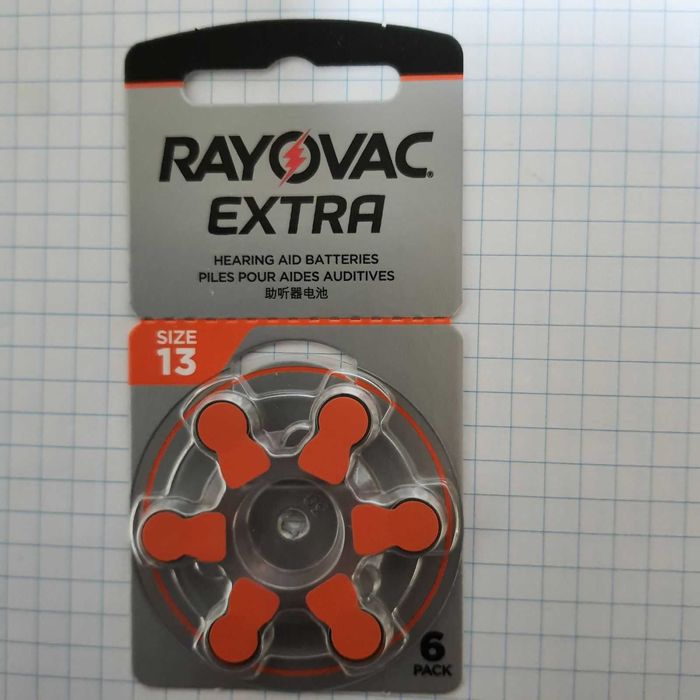 RAYOVAC
EXTRA
HEARING AID BATTERIES
PILES POUR AIDES AUDITIVES
助听器电池
SIZE
13
6
PACK